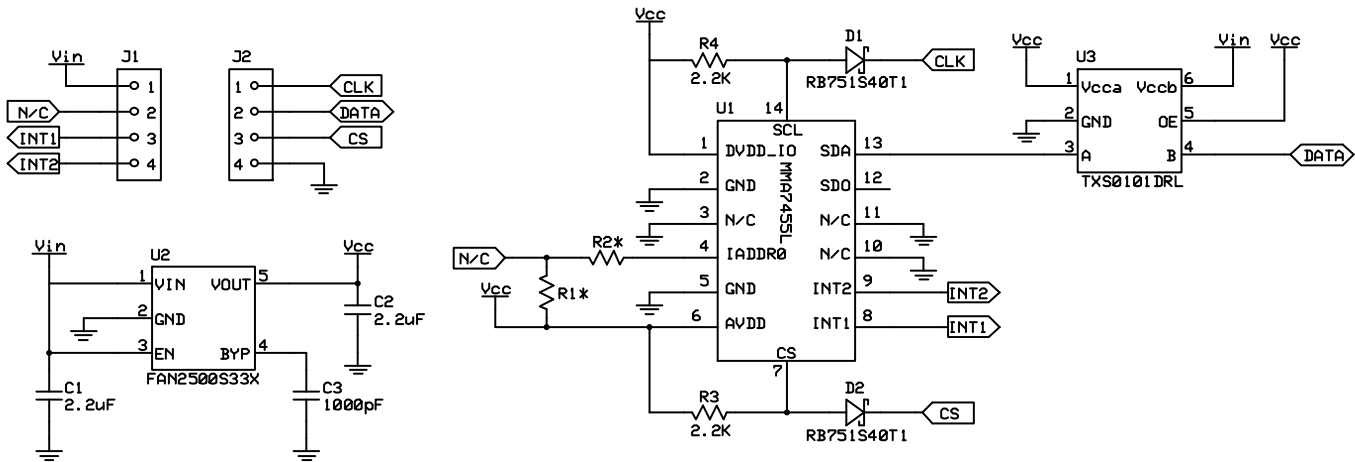 Vin J1
1
N/C 2
INT1 3
INT2 4
J2
1 CLK
2 DATA
3 CS
4
Vin U2 Vcc
1 VIN VOUT 5
2 GND
3 EN BYP 4
FAN2500S33X
C1
2.2uF
C2
2.2uF
C3
1000pF
Vcc
R4
2.2K
D1
RB751S40T1
CLK
U1 14
SCL
1 DVDD_IO SDA 13
2 GND SDO 12
3 N/C N/C 11
4 IADDR0 N/C 10
5 GND INT2 9
6 AVDD INT1 8
MMA7455L
CS
7
N/C R2*
Vcc R1*
INT2
INT1
R3
2.2K
D2
RB751S40T1
CS
Vcc U3 Vin Vcc
1 Vcca Vccb 6
2 GND OE 5
3 A B 4
TXS0101DRL
DATA